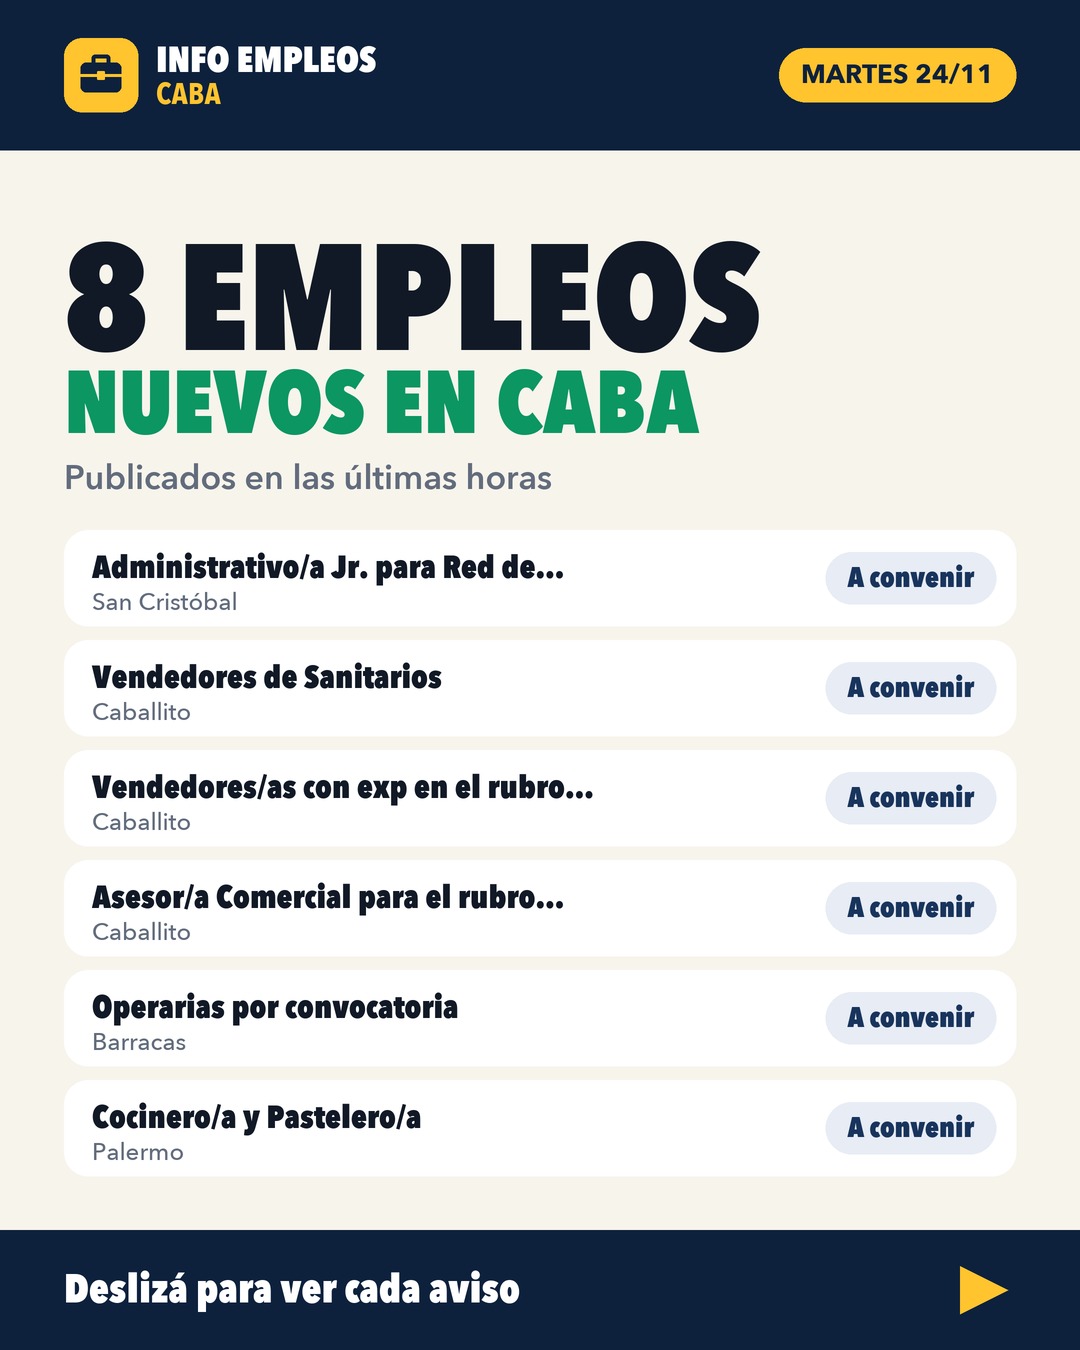 INFO EMPLEOS
CABA
MARTES 24/11
8 EMPLEOS
NUEVOS EN CABA
Publicados en las últimas horas
Administrativo/a Jr. para Red de...
San Cristóbal
A convenir
Vendedores de Sanitarios
Caballito
A convenir
Vendedores/as con exp en el rubro...
Caballito
A convenir
Asesor/a Comercial para el rubro...
Caballito
A convenir
Operarias por convocatoria
Barracas
A convenir
Cocinero/a y Pastelero/a
Palermo
A convenir
Deslizá para ver cada aviso